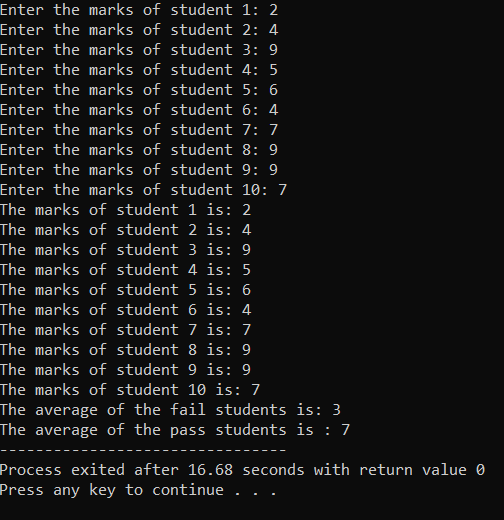 Enter the marks of student 1: 2
Enter the marks of student 2: 4
Enter the marks of student 3: 9
Enter the marks of student 4: 5
Enter the marks of student 5: 6
Enter the marks of student 6: 4
Enter the marks of student 7: 7
Enter the marks of student 8: 9
Enter the marks of student 9: 9
Enter the marks of student 10: 7
The marks of student 1 is: 2
The marks of student 2 is: 4
The marks of student 3 is: 9
The marks of student 4 is: 5
The marks of student 5 is: 6
The marks of student 6 is: 4
The marks of student 7 is: 7
The marks of student 8 is: 9
The marks of student 9 is: 9
The marks of student 10 is: 7
The average of the fail students is: 3
The average of the pass students is : 7
--------------------------------
Process exited after 16.68 seconds with return value 0
Press any key to continue . . .